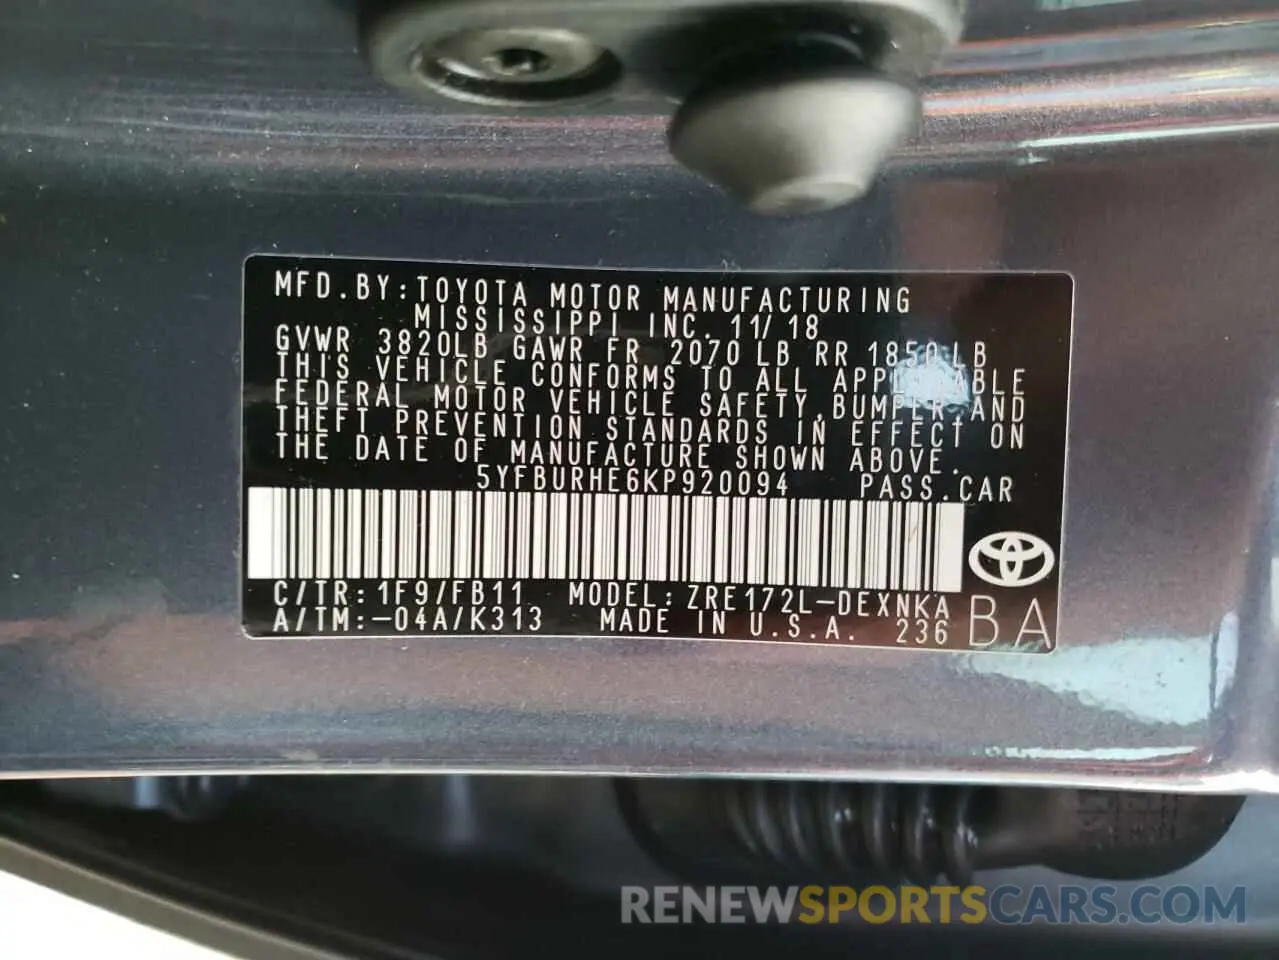 MFD.BY:TOYOTA MOTOR MANUFACTURING
MISSISSIPPI INC. 11/18
GVWR 3820LB GAWR FR 2070 LB RR 1850 LB
THIS VEHICLE CONFORMS TO ALL APPLICABLE
FEDERAL MOTOR VEHICLE SAFETY,BUMPER,AND
THEFT PREVENTION STANDARDS IN EFFECT ON
THE DATE OF MANUFACTURE SHOWN ABOVE.
5YFBURHE6KP920094 PASS.CAR
C/TR:1F9/FB11 MODEL:ZRE172L-DEXNKA
A/TM:-04A/K313 MADE IN U.S.A. 236 BA
RENEWSPORTSCARS.COM